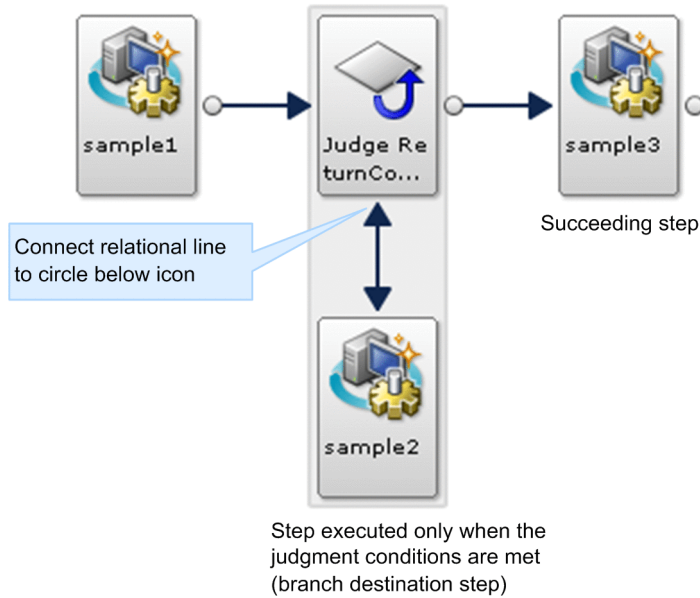 sample1
Judge Re
turnCo...
sample3
Succeeding step
Connect relational line
to circle below icon
sample2
Step executed only when the
judgment conditions are met
(branch destination step)